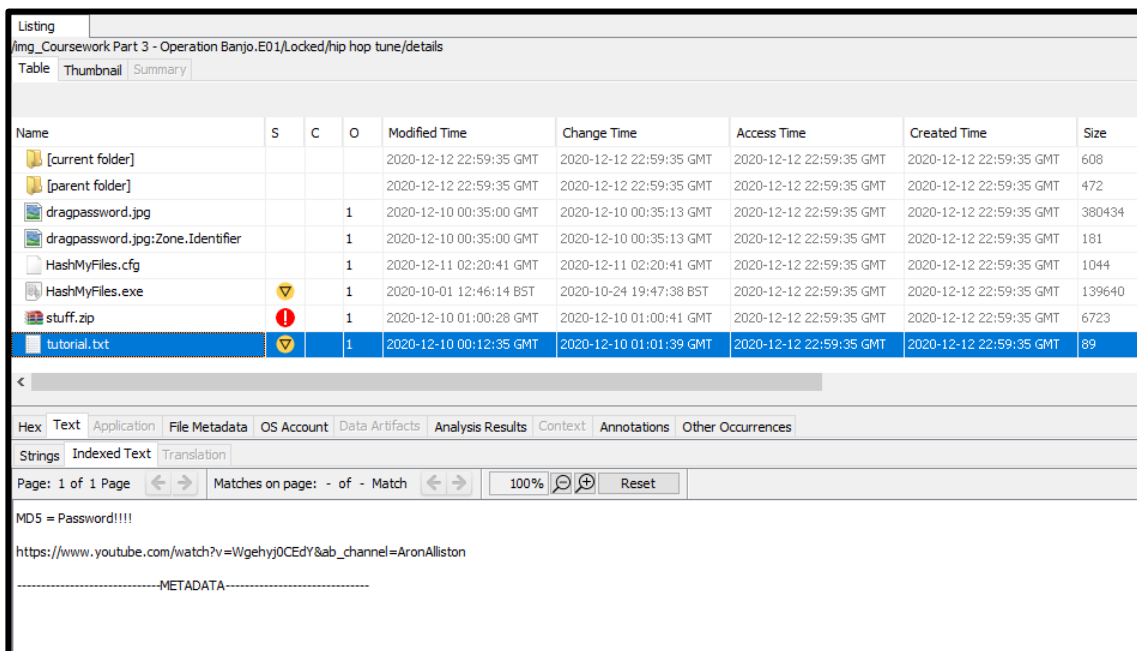 Listing
/img_Coursework Part 3 - Operation Banjo.E01/Locked/hip hop tune/details
Table Thumbnail Summary
Name S C O Modified Time Change Time Access Time Created Time Size
[current folder] 2020-12-12 22:59:35 GMT 2020-12-12 22:59:35 GMT 2020-12-12 22:59:35 GMT 2020-12-12 22:59:35 GMT 608
[parent folder] 2020-12-12 22:59:35 GMT 2020-12-12 22:59:35 GMT 2020-12-12 22:59:35 GMT 2020-12-12 22:59:35 GMT 472
dragpassword.jpg 1 2020-12-10 00:35:00 GMT 2020-12-10 00:35:13 GMT 2020-12-12 22:59:35 GMT 2020-12-12 22:59:35 GMT 380434
dragpassword.jpg:Zone.Identifier 1 2020-12-10 00:35:00 GMT 2020-12-10 00:35:13 GMT 2020-12-12 22:59:35 GMT 2020-12-12 22:59:35 GMT 181
HashMyFiles.cfg 1 2020-12-11 02:20:41 GMT 2020-12-11 02:20:41 GMT 2020-12-12 22:59:35 GMT 2020-12-12 22:59:35 GMT 1044
HashMyFiles.exe 1 2020-10-01 12:46:14 BST 2020-10-24 19:47:38 BST 2020-12-12 22:59:35 GMT 2020-12-12 22:59:35 GMT 139640
stuff.zip 1 2020-12-10 01:00:28 GMT 2020-12-10 01:00:41 GMT 2020-12-12 22:59:35 GMT 2020-12-12 22:59:35 GMT 6723
tutorial.txt 1 2020-12-10 00:12:35 GMT 2020-12-10 01:01:39 GMT 2020-12-12 22:59:35 GMT 2020-12-12 22:59:35 GMT 89
Hex Text Application File Metadata OS Account Data Artifacts Analysis Results Context Annotations Other Occurrences
Strings Indexed Text Translation
Page: 1 of 1 Page Matches on page: - of - Match 100% Reset
MD5 = Password!!!!
https://www.youtube.com/watch?v=Wgehyj0CEdY&ab_channel=AronAlliston
------------------------------METADATA------------------------------